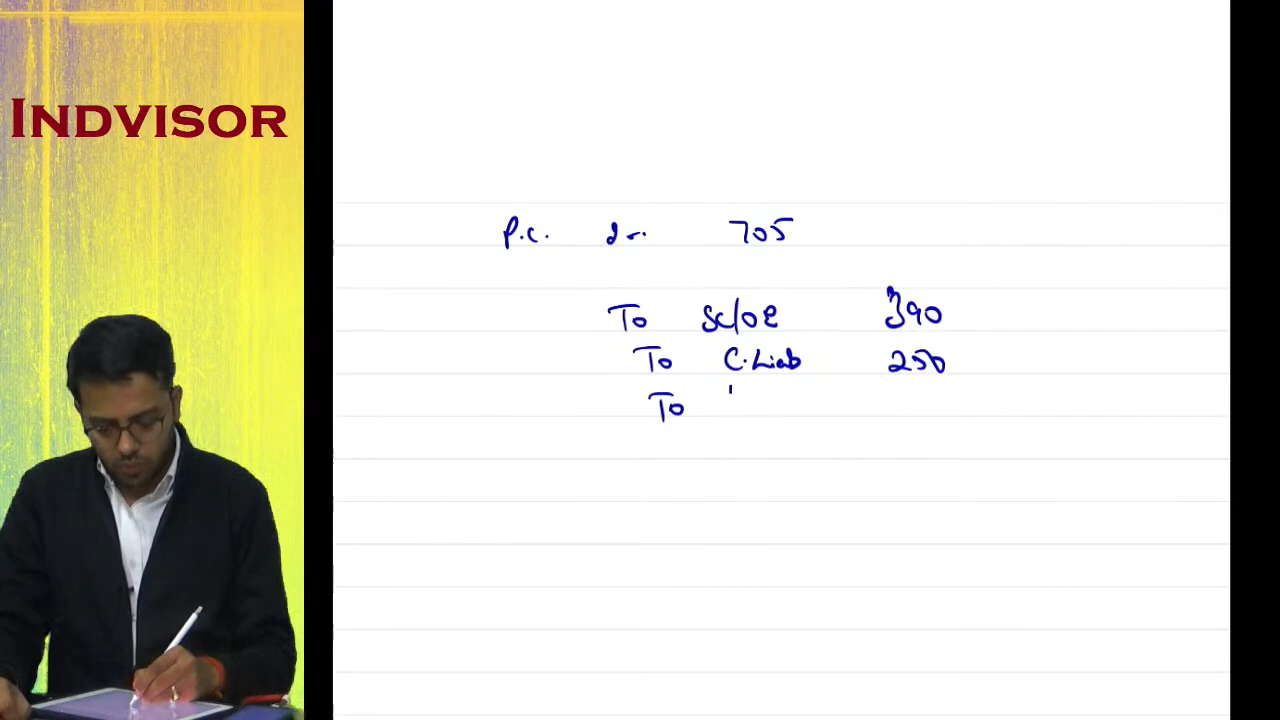 INDVISOR
P.C. dr. 705
To SC/OE 390
To C.Liab 250
To